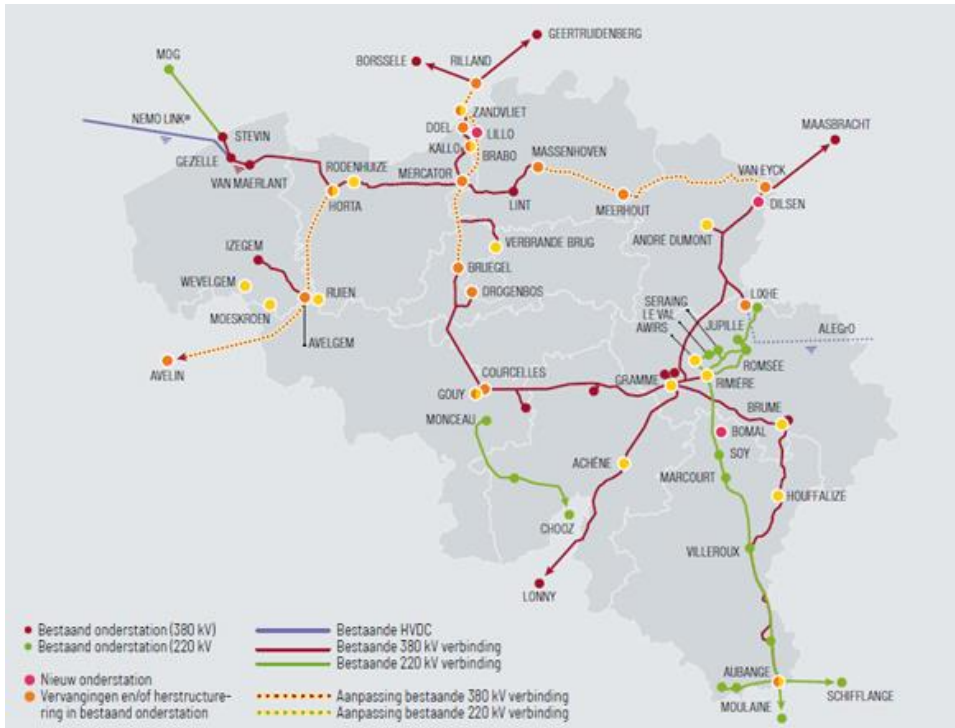 GEERTRUIDENBERG
BORSSELE
RILLAND
MOG
ZANDVLIET
NEMO LINK®
STEVIN
DOEL
LILLO
MAASBRACHT
KALLO
BRABO
GEZELLE
RODENHUIZE
MASSENHOVEN
VAN EYCK
VAN MAERLANT
MERCATOR
HORTA
LINT
MEERHOUT
DILSEN
IZEGEM
VERBRANDE BRUG
ANDRE DUMONT
BRUEGEL
WEVELGEM
RUIEN
DROGENBOS
LIXHE
MOESKROEN
SERAING
LE VAL
JUPILLE
AWIRS
ALEGrO
AVELGEM
AVELIN
COURCELLES
GRAMME
ROMSÉE
RIMIÈRE
GOUY
BRUME
MONCEAU
BOMAL
SOY
ACHÈNE
MARCOURT
HOUFFALIZE
CHOOZ
VILLEROUX
LONNY
Bestaand onderstation (380 kV)
Bestaand onderstation (220 kV
Nieuw onderstation
Vervangingen en/of herstructure-
ring in bestaand onderstation
Bestaande HVDC
Bestaande 380 kV verbinding
Bestaande 220 kV verbinding
Aanpassing bestaande 380 kV verbinding
Aanpassing bestaande 220 kV verbinding
AUBANGE
MOULAINE
SCHIFFLANGE